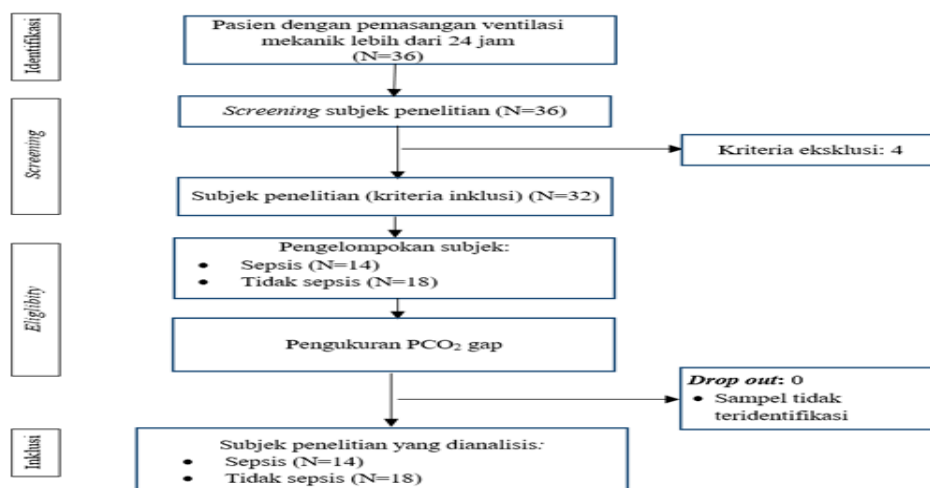 Identifikasi
Pasien dengan pemasangan ventilasi
mekanik lebih dari 24 jam
(N=36)
Screening
Screening subjek penelitian (N=36)
Kriteria eksklusi: 4
Subjek penelitian (kriteria inklusi) (N=32)
Eliglibity
Pengelompokan subjek:
• Sepsis (N=14)
• Tidak sepsis (N=18)
Pengukuran PCO₂ gap
Drop out: 0
• Sampel tidak
teridentifikasi
Inklusi
Subjek penelitian yang dianalisis:
• Sepsis (N=14)
• Tidak sepsis (N=18)